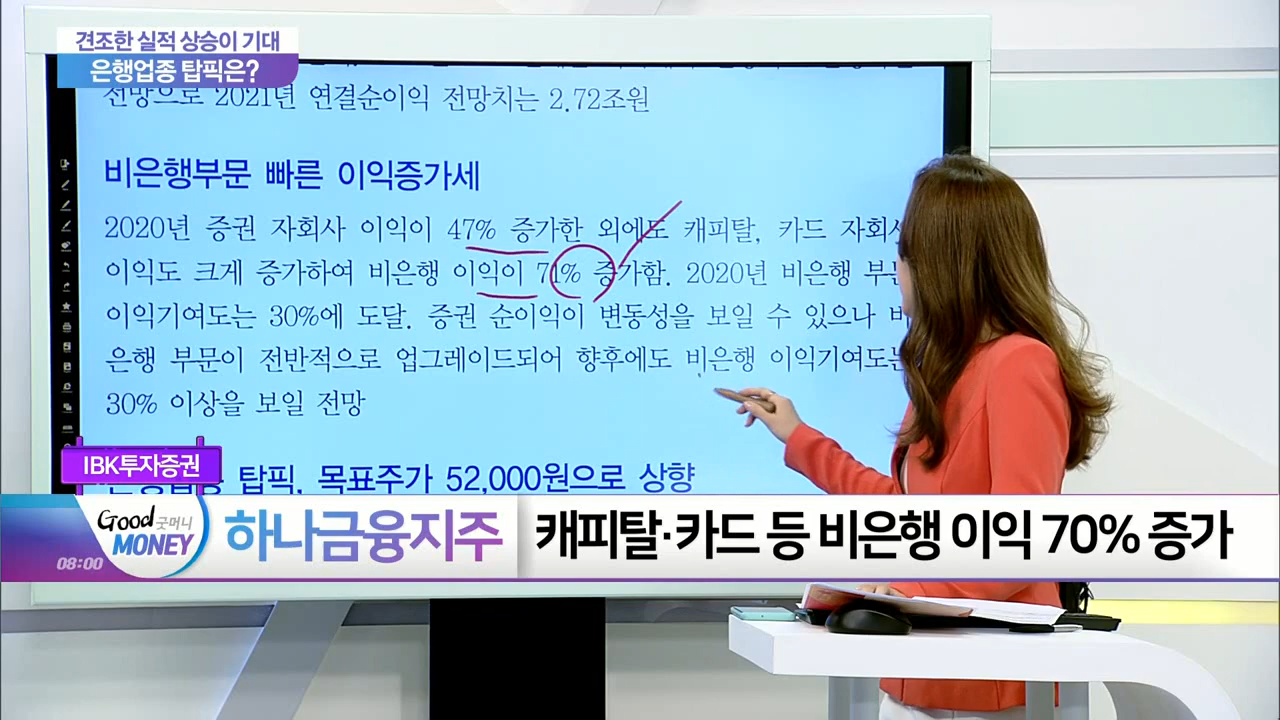 견조한 실적 상승이 기대
은행업종 탑픽은?
전망으로 2021년 연결순이익 전망치는 2.72조원
비은행부문 빠른 이익증가세
2020년 증권 자회사 이익이 47% 증가한 외에도 캐피탈, 카드 자회사
이익도 크게 증가하여 비은행 이익이 71% 증가함. 2020년 비은행 부문
이익기여도는 30%에 도달. 증권 순이익이 변동성을 보일 수 있으나 비
은행 부문이 전반적으로 업그레이드되어 향후에도 비은행 이익기여도는
30% 이상을 보일 전망
탑픽, 목표주가 52,000원으로 상향
IBK투자증권
Good 굿머니
MONEY
08:00
하나금융지주
캐피탈·카드 등 비은행 이익 70% 증가